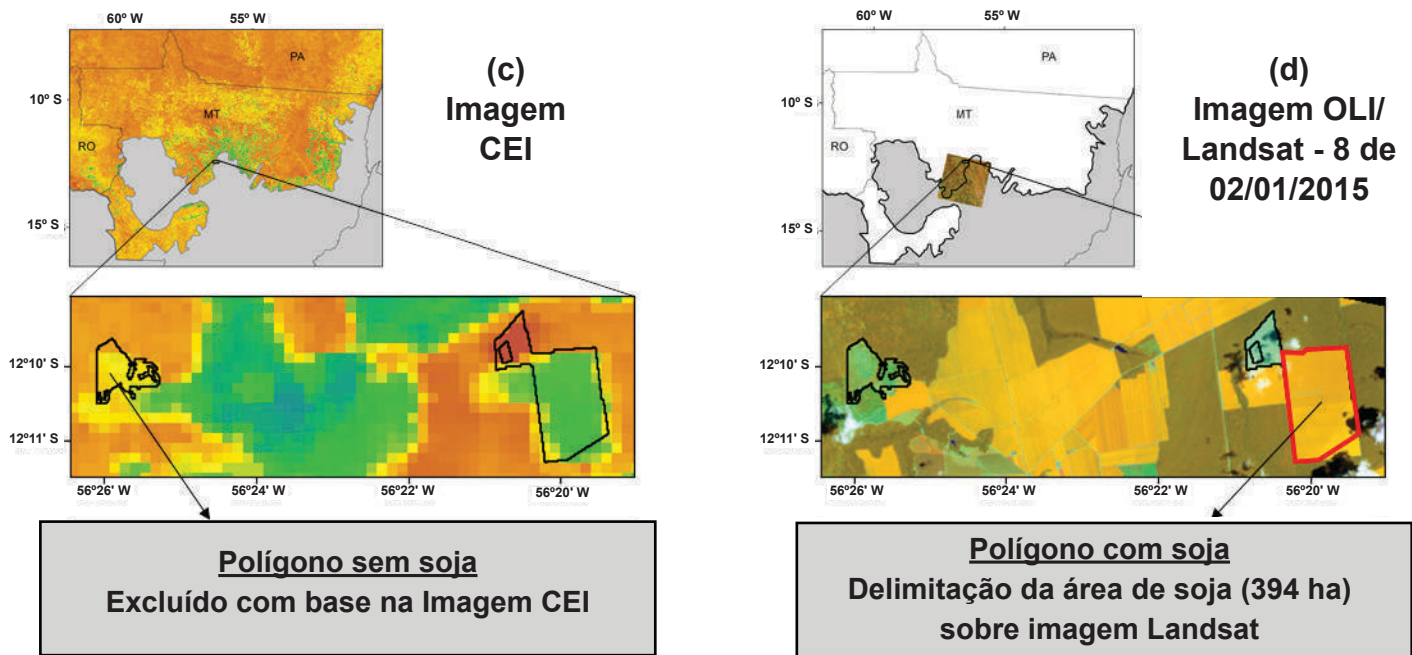 60º W
55º W
(c)
Imagem
CEI
PA
10º S
MT
RO
15º S
12º10' S
12º11' S
56º26' W
56º24' W
56º22' W
56º20' W
Polígono sem soja
Excluído com base na Imagem CEI
60º W
55º W
(d)
Imagem OLI/
Landsat - 8 de
02/01/2015
PA
10º S
MT
RO
15º S
12º10' S
12º11' S
56º26' W
56º24' W
56º22' W
56º20' W
Polígono com soja
Delimitação da área de soja (394 ha)
sobre imagem Landsat